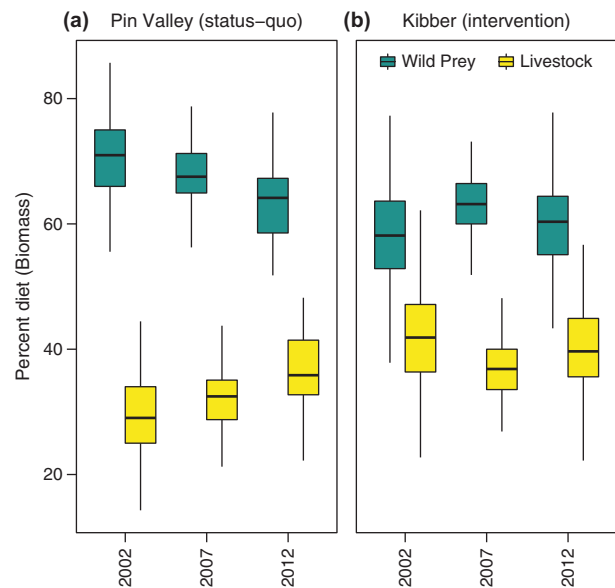 (a) Pin Valley (status–quo)
(b) Kibber (intervention)
Wild Prey
Livestock
Percent diet (Biomass)
80
60
40
20
2002
2007
2012
2002
2007
2012